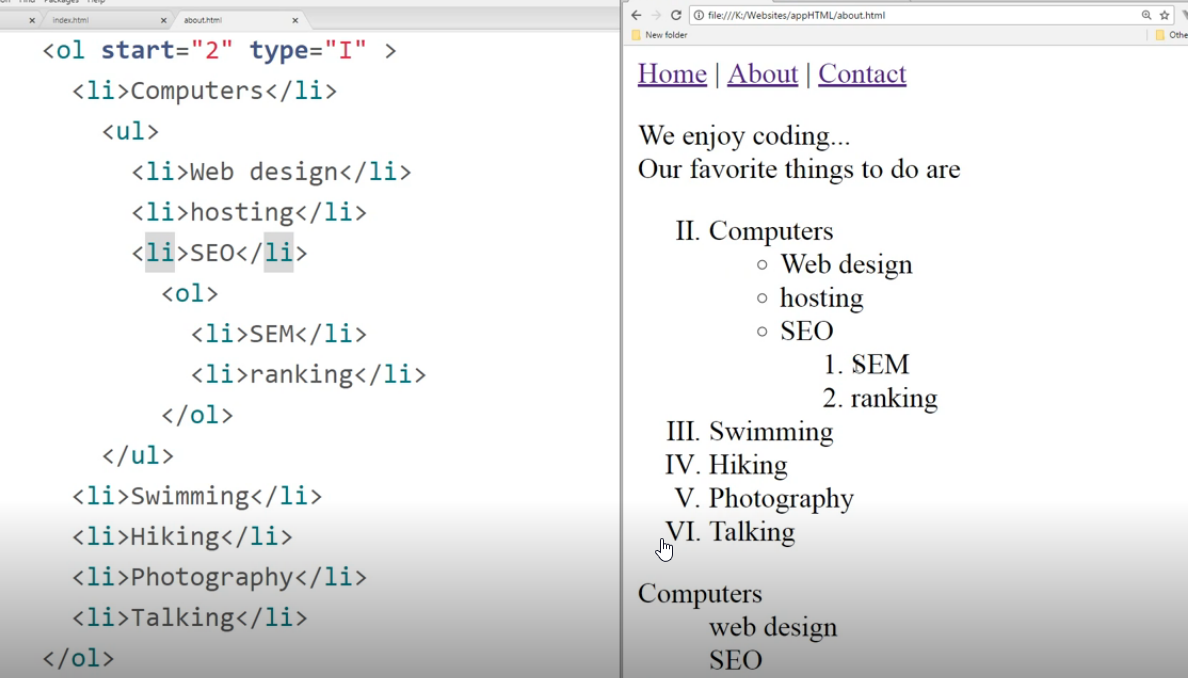 Packages Help
index.html × about.html ×
<ol start="2" type="I" >
<li>Computers</li>
<ul>
<li>Web design</li>
<li>hosting</li>
<li>SEO</li>
<ol>
<li>SEM</li>
<li>ranking</li>
</ol>
</ul>
<li>Swimming</li>
<li>Hiking</li>
<li>Photography</li>
<li>Talking</li>
</ol>
file:///K:/Websites/appHTML/about.html
New folder
Othe
Home | About | Contact
We enjoy coding...
Our favorite things to do are
II. Computers
○ Web design
○ hosting
○ SEO
1. SEM
2. ranking
III. Swimming
IV. Hiking
V. Photography
VI. Talking
Computers
web design
SEO